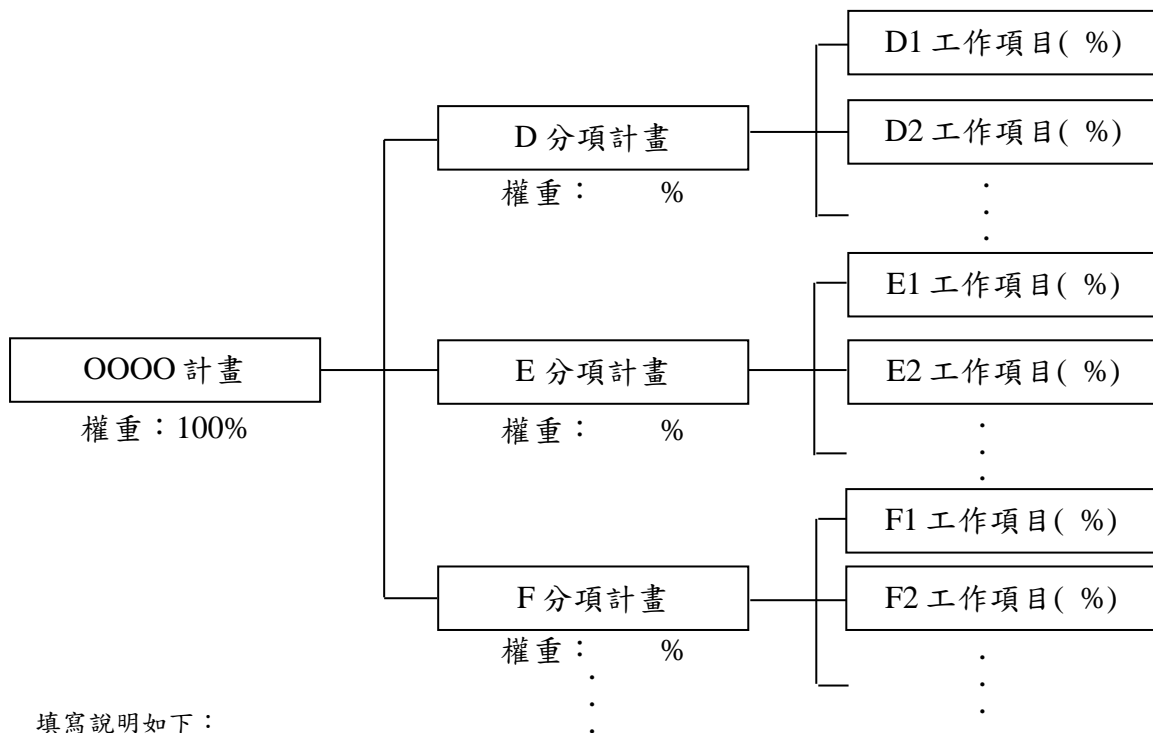 D1 工作項目( %)
D 分項計畫
D2 工作項目( %)
權重： %
E1 工作項目( %)
OOOO 計畫
E 分項計畫
E2 工作項目( %)
權重：100%
權重： %
F1 工作項目( %)
F 分項計畫
F2 工作項目( %)
權重： %
填寫說明如下：